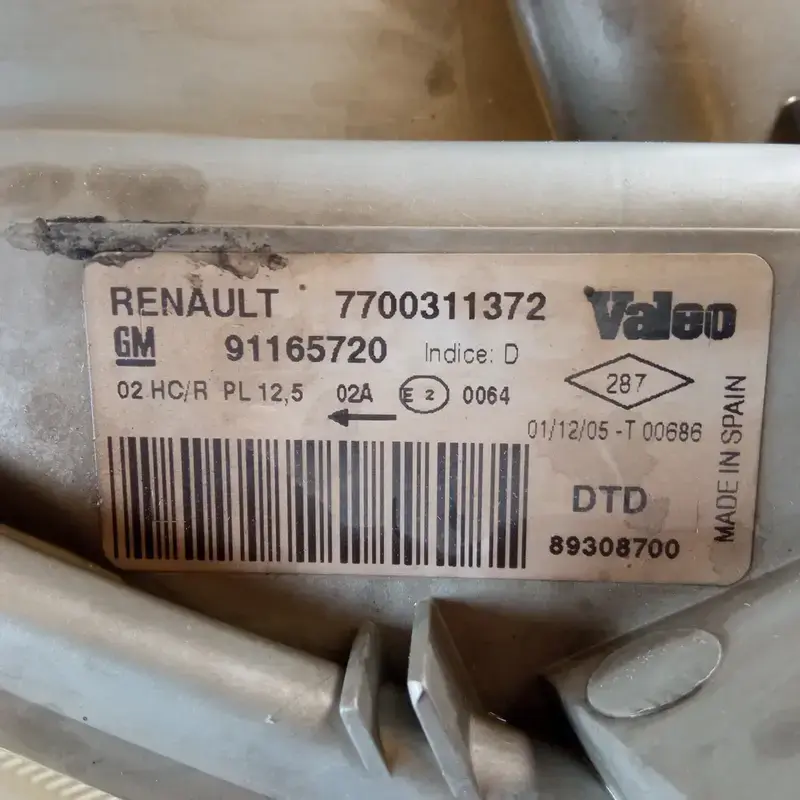 RENAULT 7700311372 Valeo
GM 91165720 Indice: D
02 HC/R PL 12,5 02A E 2 0064
287
01/12/05 -T 00686
DTD
89308700
MADE IN SPAIN